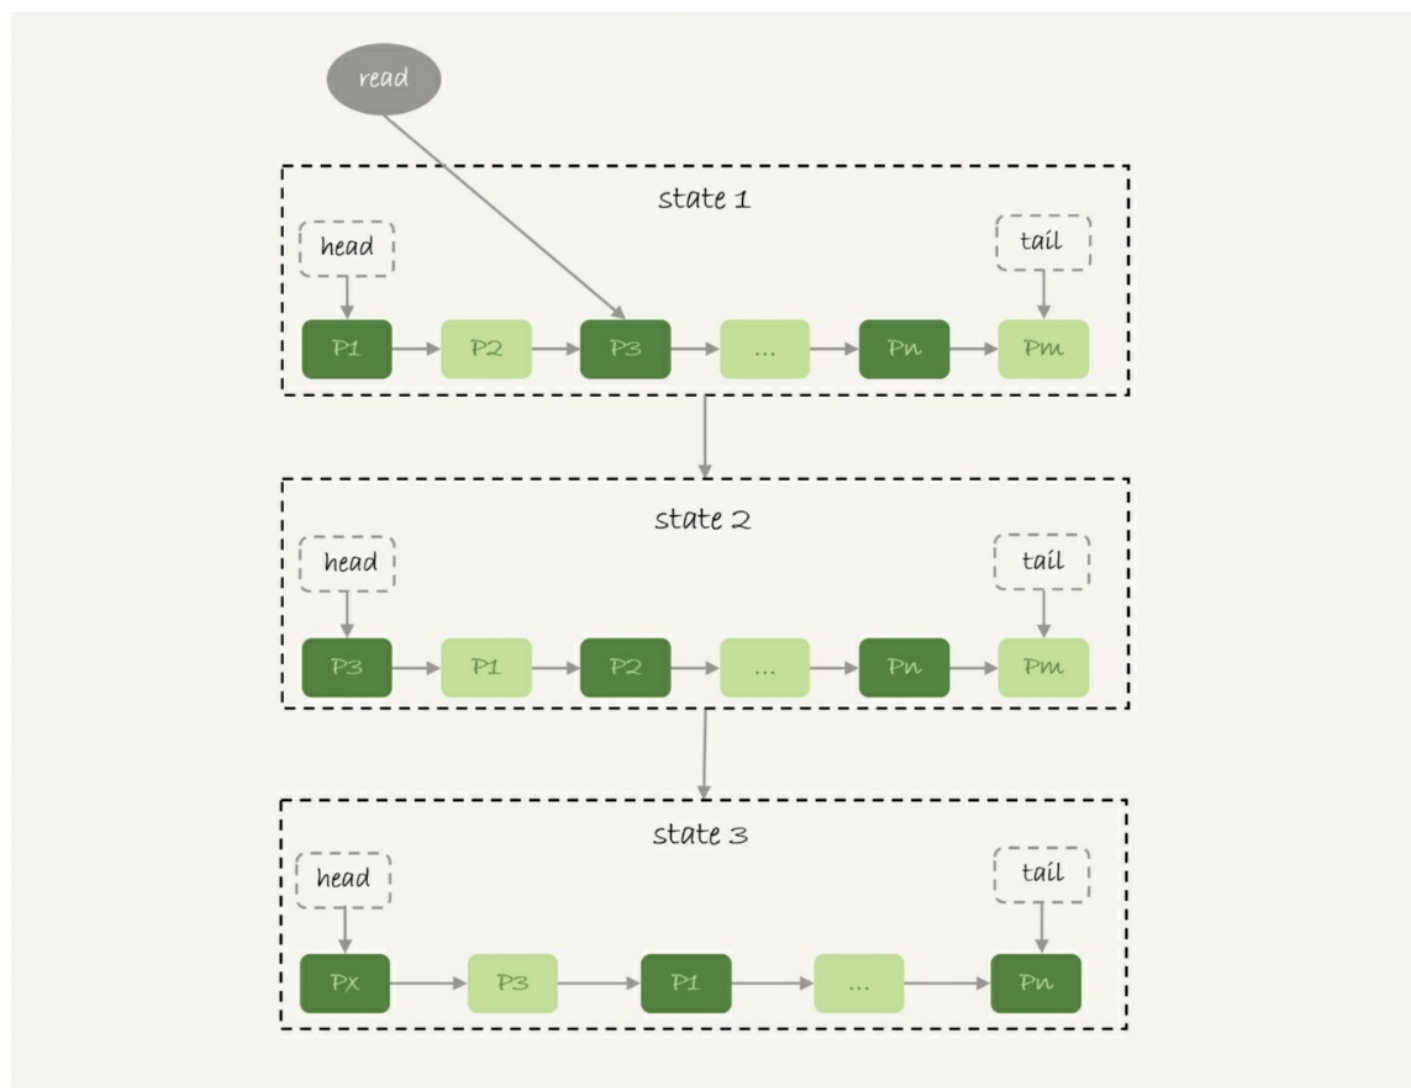 read
state 1
head
tail
P1 P2 P3 ... Pn Pm
state 2
head
tail
P3 P1 P2 ... Pn Pm
state 3
head
tail
Px P3 P1 ... Pn